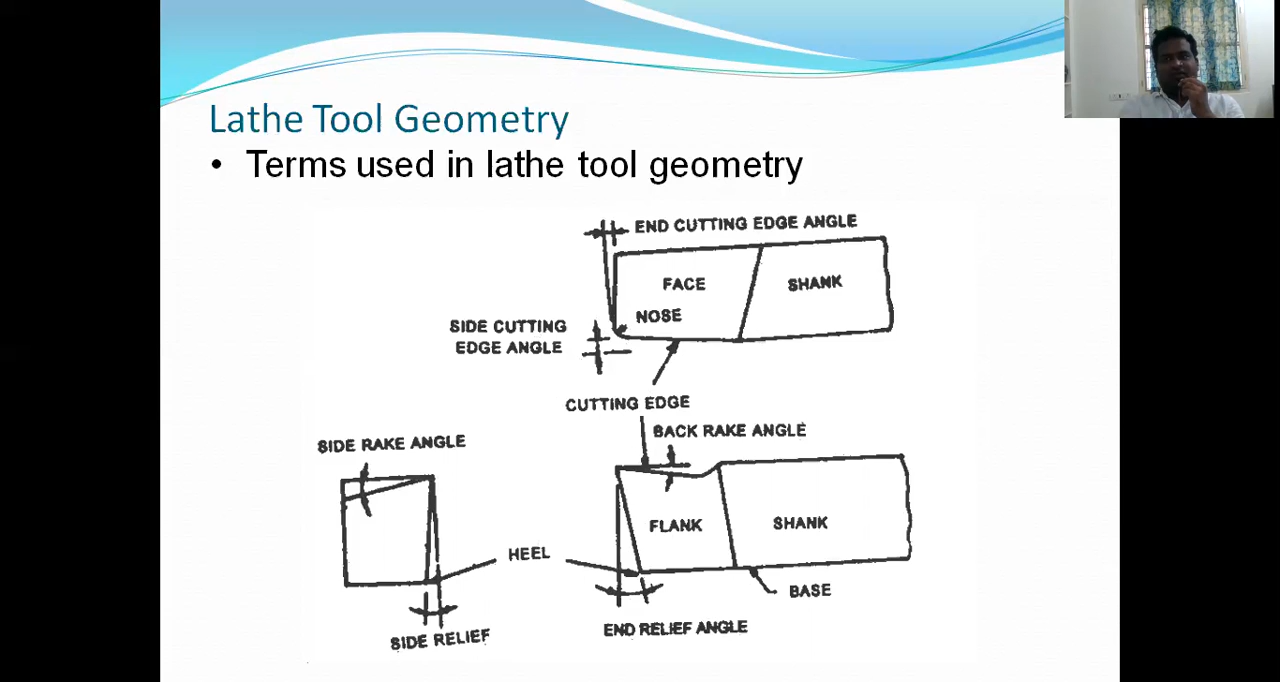 Lathe Tool Geometry
• Terms used in lathe tool geometry
END CUTTING EDGE ANGLE
FACE
SHANK
NOSE
SIDE CUTTING
EDGE ANGLE
CUTTING EDGE
BACK RAKE ANGLE
SIDE RAKE ANGLE
FLANK
SHANK
HEEL
BASE
SIDE RELIEF
END RELIEF ANGLE